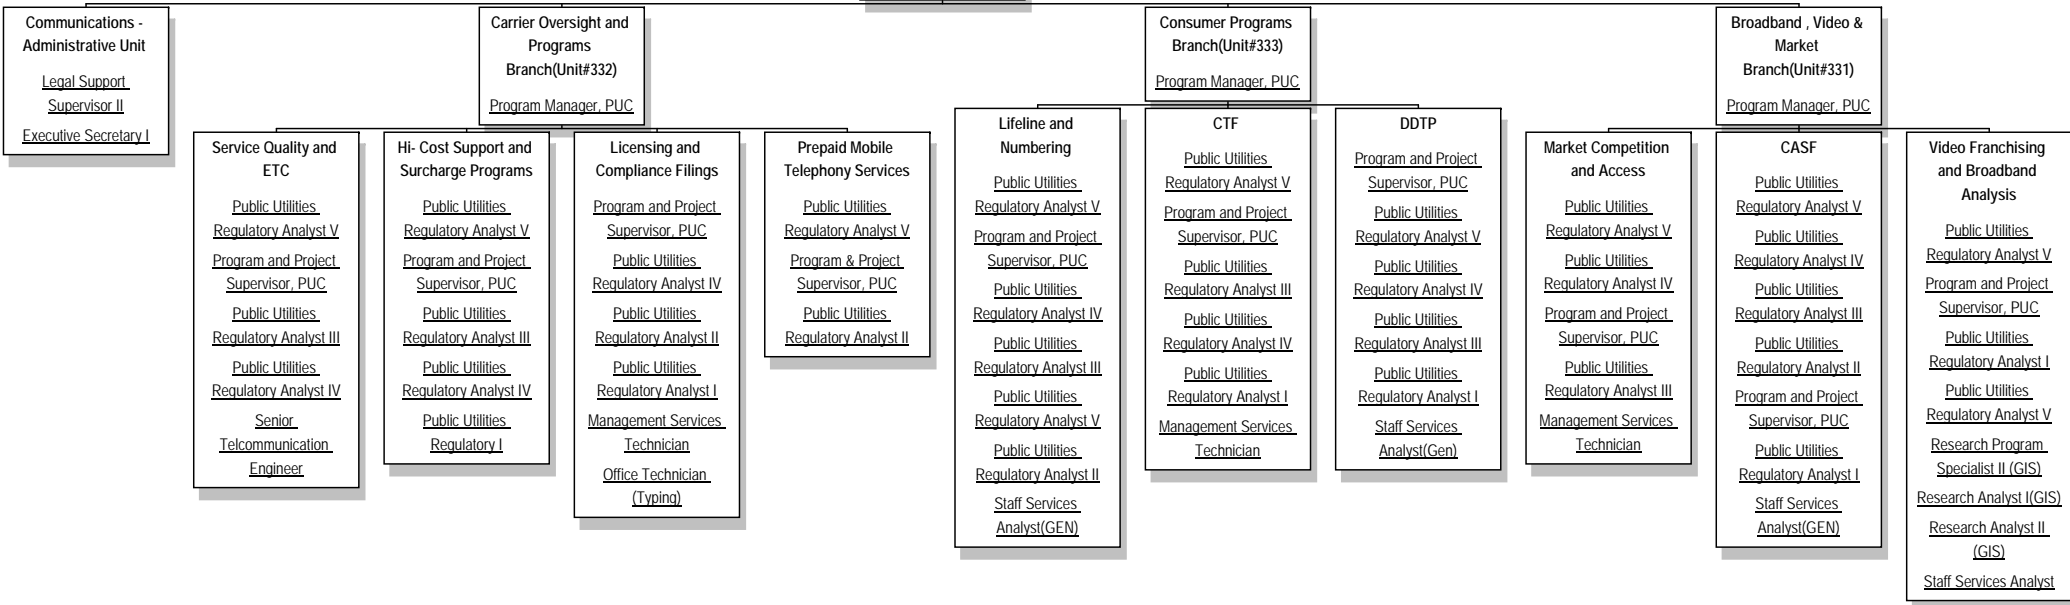 Communications -
Administrative Unit
Legal Support
Supervisor II
Executive Secretary I
Carrier Oversight and
Programs
Branch(Unit#332)
Program Manager, PUC
Service Quality and
ETC
Public Utilities
Regulatory Analyst V
Program and Project
Supervisor, PUC
Public Utilities
Regulatory Analyst III
Public Utilities
Regulatory Analyst IV
Senior
Telcommunication
Engineer
Hi- Cost Support and
Surcharge Programs
Public Utilities
Regulatory Analyst V
Program and Project
Supervisor, PUC
Public Utilities
Regulatory Analyst III
Public Utilities
Regulatory Analyst IV
Public Utilities
Regulatory I
Licensing and
Compliance Filings
Program and Project
Supervisor, PUC
Public Utilities
Regulatory Analyst IV
Public Utilities
Regulatory Analyst II
Public Utilities
Regulatory Analyst I
Management Services
Technician
Office Technician
(Typing)
Prepaid Mobile
Telephony Services
Public Utilities
Regulatory Analyst V
Program & Project
Supervisor, PUC
Public Utilities
Regulatory Analyst II
Consumer Programs
Branch(Unit#333)
Program Manager, PUC
Lifeline and
Numbering
Public Utilities
Regulatory Analyst V
Program and Project
Supervisor, PUC
Public Utilities
Regulatory Analyst IV
Public Utilities
Regulatory Analyst III
Public Utilities
Regulatory Analyst V
Public Utilities
Regulatory Analyst II
Staff Services
Analyst(GEN)
CTF
Public Utilities
Regulatory Analyst V
Program and Project
Supervisor, PUC
Public Utilities
Regulatory Analyst III
Public Utilities
Regulatory Analyst IV
Public Utilities
Regulatory Analyst I
Management Services
Technician
DDTP
Program and Project
Supervisor, PUC
Public Utilities
Regulatory Analyst V
Public Utilities
Regulatory Analyst IV
Public Utilities
Regulatory Analyst III
Public Utilities
Regulatory Analyst I
Staff Services
Analyst(Gen)
Broadband , Video &
Market
Branch(Unit#331)
Program Manager, PUC
Market Competition
and Access
Public Utilities
Regulatory Analyst V
Public Utilities
Regulatory Analyst IV
Program and Project
Supervisor, PUC
Public Utilities
Regulatory Analyst III
Management Services
Technician
CASF
Public Utilities
Regulatory Analyst V
Public Utilities
Regulatory Analyst IV
Public Utilities
Regulatory Analyst III
Public Utilities
Regulatory Analyst II
Program and Project
Supervisor, PUC
Public Utilities
Regulatory Analyst I
Staff Services
Analyst(GEN)
Video Franchising
and Broadband
Analysis
Public Utilities
Regulatory Analyst V
Program and Project
Supervisor, PUC
Public Utilities
Regulatory Analyst I
Public Utilities
Regulatory Analyst V
Research Program
Specialist II (GIS)
Research Analyst I(GIS)
Research Analyst II
(GIS)
Staff Services Analyst